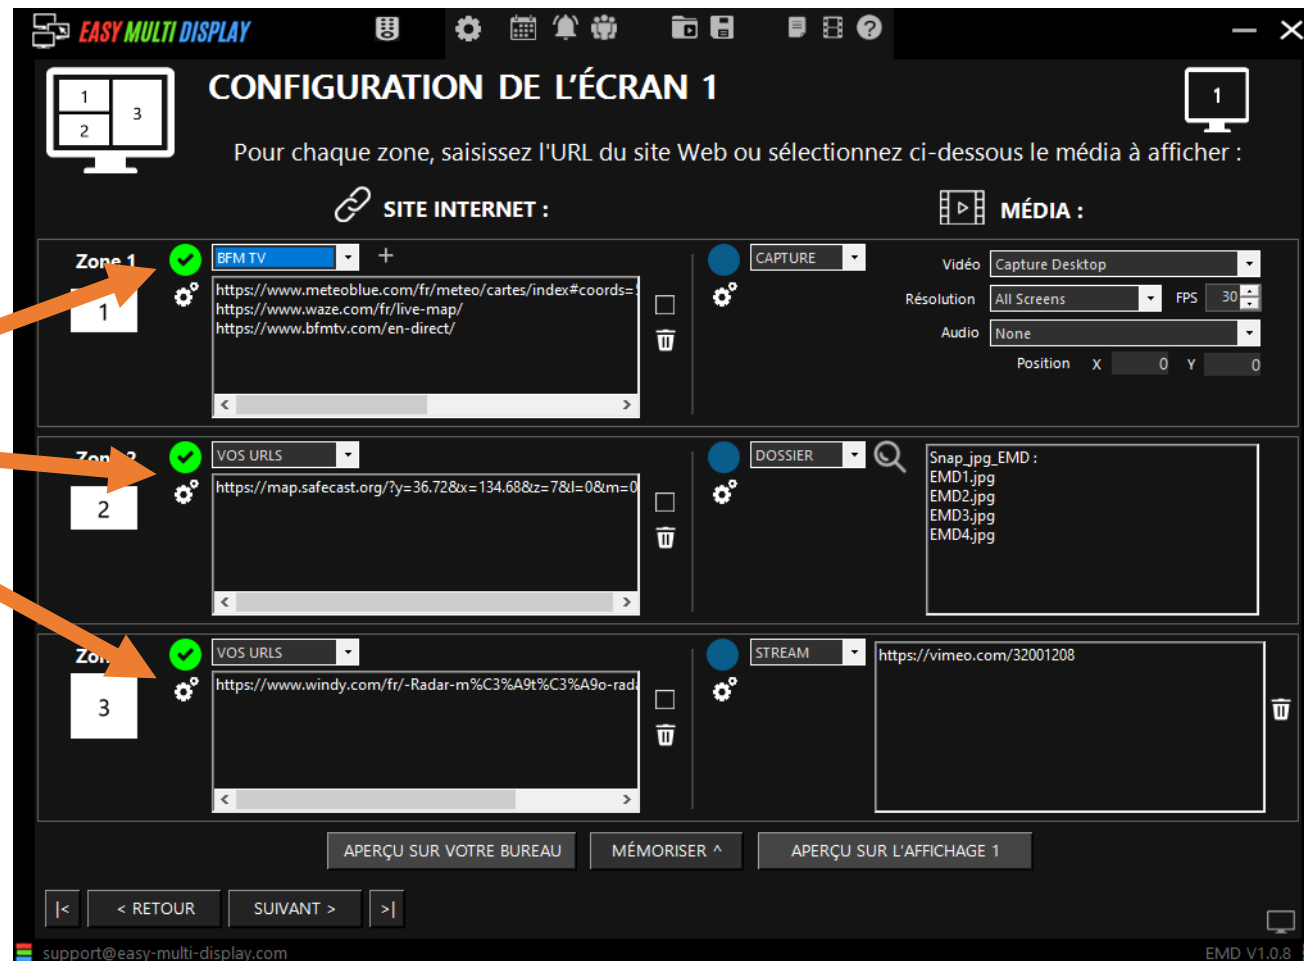 EASY MULTI DISPLAY
CONFIGURATION DE L'ÉCRAN 1
1
2
3
1
Pour chaque zone, saisissez l'URL du site Web ou sélectionnez ci-dessous le média à afficher :
SITE INTERNET :
MÉDIA :
Zone 1
1
BFM TV
+
https://www.meteoblue.com/fr/meteo/cartes/index#coords=
https://www.waze.com/fr/live-map/
https://www.bfmtv.com/en-direct/
CAPTURE
Vidéo Capture Desktop
Résolution All Screens FPS 30
Audio None
Position X 0 Y 0
2
VOS URLS
https://map.safecast.org/?y=36.72&x=134.68&z=7&l=0&m=0
DOSSIER
Snap_jpg_EMD :
EMD1.jpg
EMD2.jpg
EMD3.jpg
EMD4.jpg
3
VOS URLS
https://www.windy.com/fr/-Radar-m%C3%A9t%C3%A9o-rada
STREAM
https://vimeo.com/32001208
APERÇU SUR VOTRE BUREAU
MÉMORISER ^
APERÇU SUR L'AFFICHAGE 1
|<
< RETOUR
SUIVANT >
>|
support@easy-multi-display.com
EMD V1.0.8